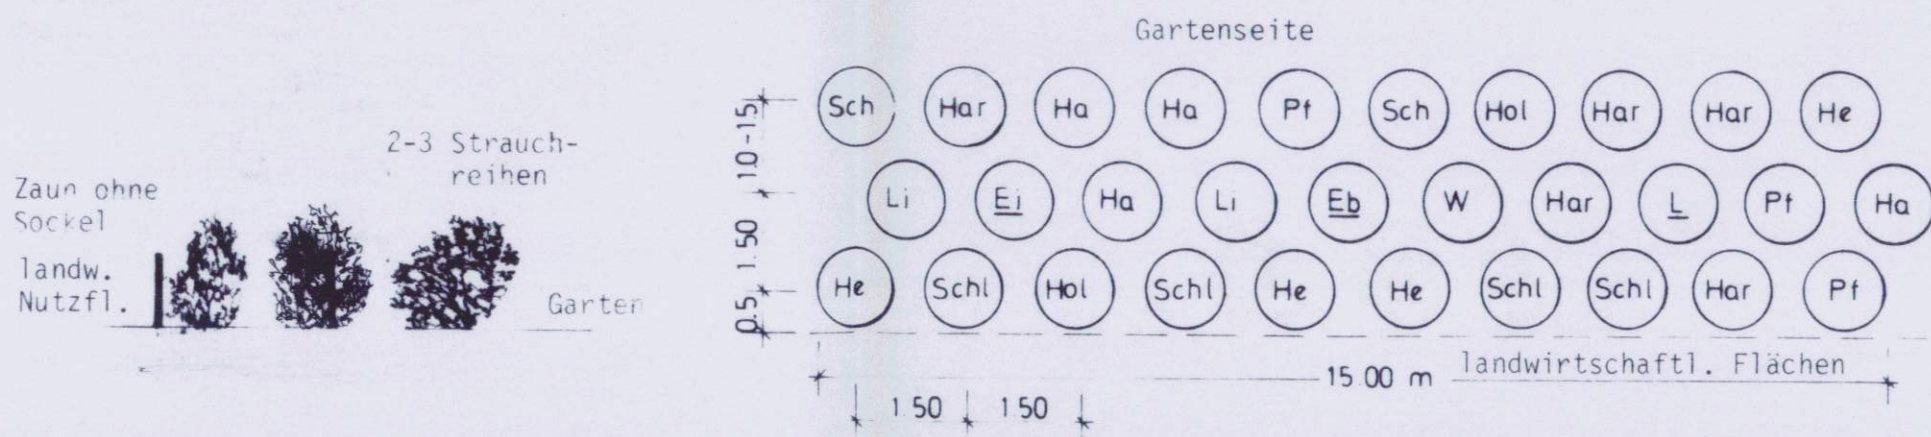 Zaun ohne
Sockel
landw.
Nutzfl.
2-3 Strauch-
reihen
Garten
Gartenseite
Sch Har Ha Ha Pf Sch Hol Har Har He
Li Ei Ha Li Eb W Har L Pf Ha
He Schl Hol Schl He He Schl Schl Har Pf
1.0-1.5
1.50
0.5
15.00 m landwirtschaftl. Flächen
1.50 1.50